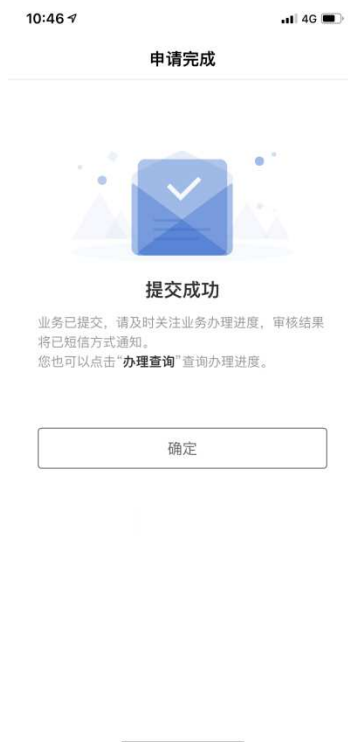 10:46
4G
申请完成
提交成功
业务已提交，请及时关注业务办理进度，审核结果
将已短信方式通知。
您也可以点击“办理查询”查询办理进度。
确定